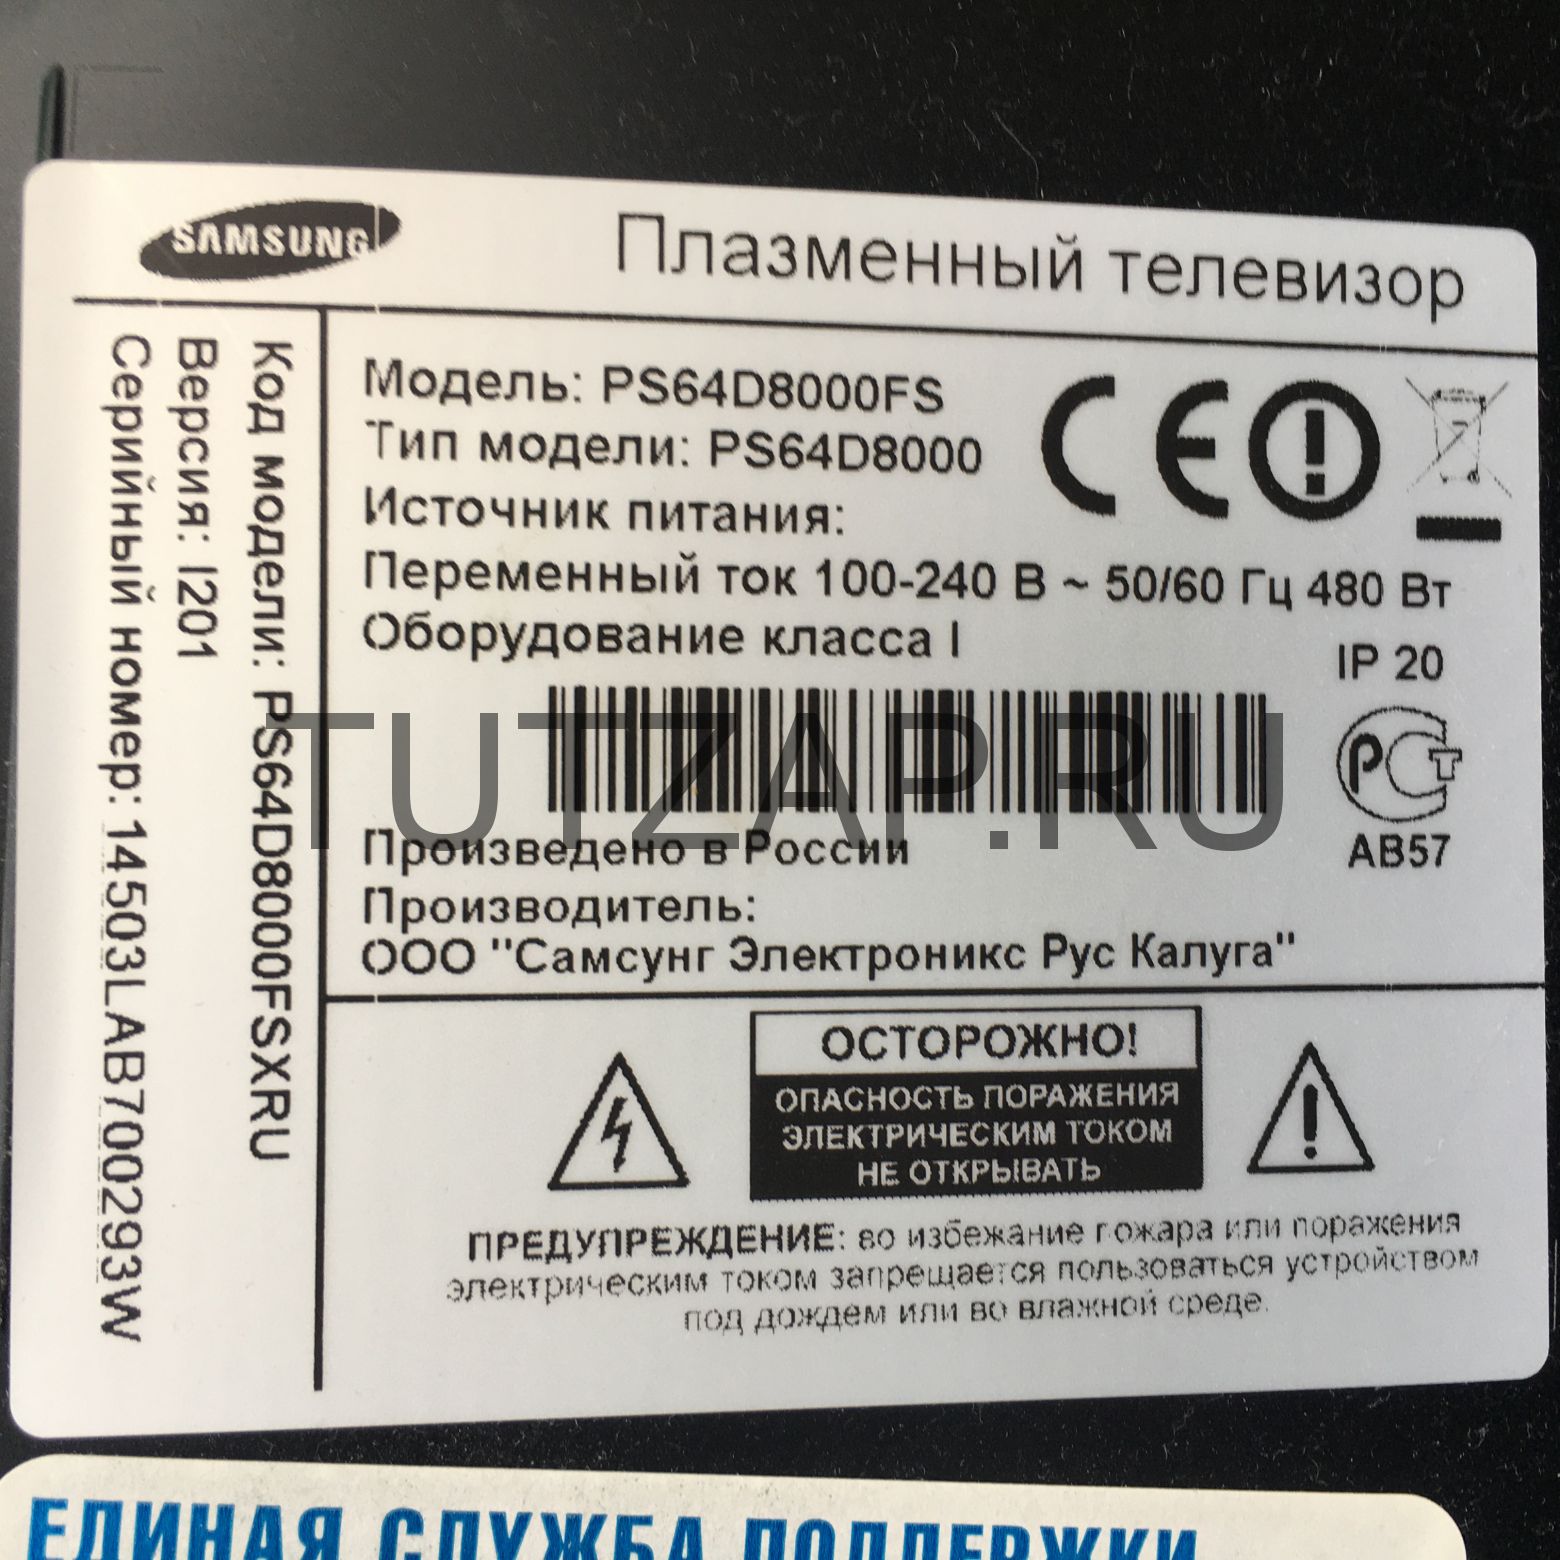 SAMSUNG
Плазменный телевизор
Код модели: PS64D8000FSXRU
Версия: I201
Серийный номер: 14503LAB700293W
Модель: PS64D8000FS
Тип модели: PS64D8000
Источник питания:
Переменный ток 100-240 В ~ 50/60 Гц 480 Вт
Оборудование класса I
IP 20
TUTZAP.RU
АВ57
Произведено в России
Производитель:
ООО "Самсунг Электроникс Рус Калуга"
ОСТОРОЖНО!
ОПАСНОСТЬ ПОРАЖЕНИЯ
ЭЛЕКТРИЧЕСКИМ ТОКОМ
НЕ ОТКРЫВАТЬ
ПРЕДУПРЕЖДЕНИЕ: во избежание пожара или поражения
электрическим током запрещается пользоваться устройством
под дождем или во влажной среде.
ЕДИНАЯ СЛУЖБА ПОДДЕРЖКИ